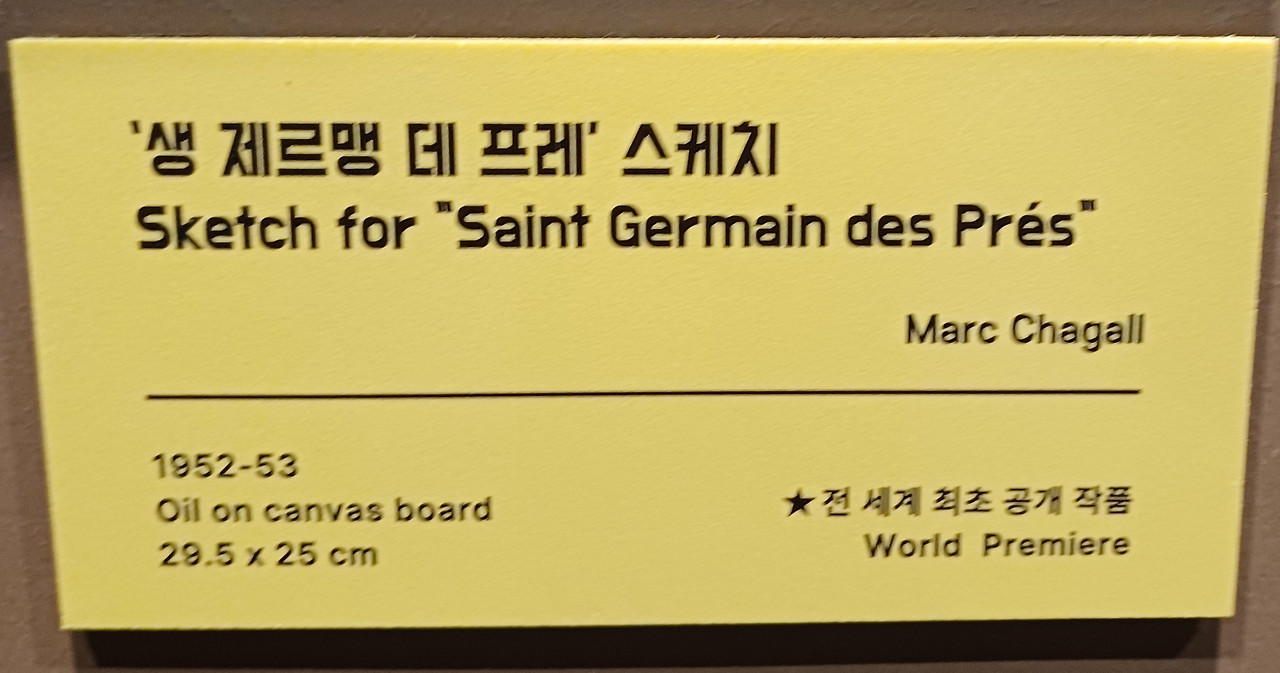 '생 제르맹 데 프레' 스케치
Sketch for "Saint Germain des Prés"
Marc Chagall
1952-53
Oil on canvas board
29.5 x 25 cm
★전 세계 최초 공개 작품
World Premiere